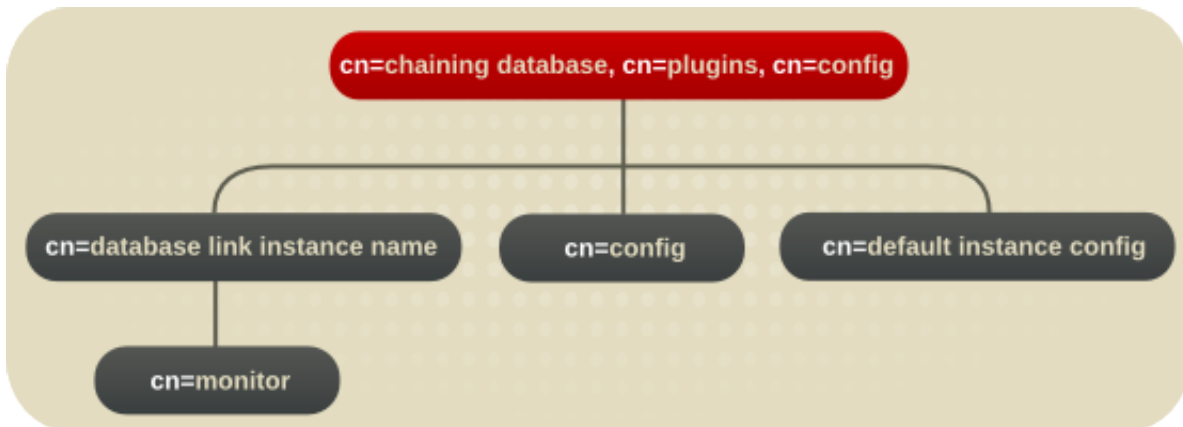 cn=chaining database, cn=plugins, cn=config
cn=database link instance name
cn=config
cn=default instance config
cn=monitor